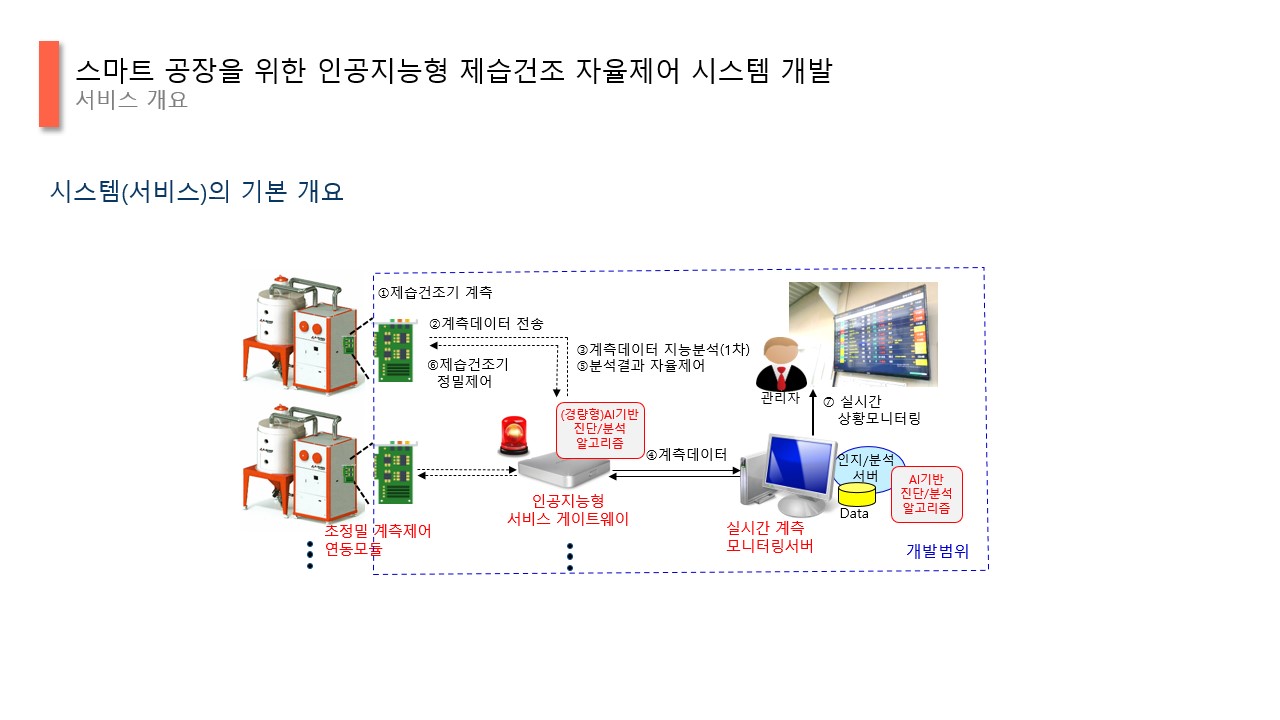 스마트 공장을 위한 인공지능형 제습건조 자율제어 시스템 개발
서비스 개요
시스템(서비스)의 기본 개요
①제습건조기 계측
②계측데이터 전송
③계측데이터 지능분석(1차)
⑤분석결과 자율제어
⑥제습건조기
정밀제어
관리자
⑦ 실시간
상황모니터링
(경량형)AI기반
진단/분석
알고리즘
④계측데이터
인지/분석
서버
AI기반
진단/분석
알고리즘
Data
인공지능형
서비스 게이트웨이
초정밀 계측제어
연동모듈
실시간 계측
모니터링서버
개발범위